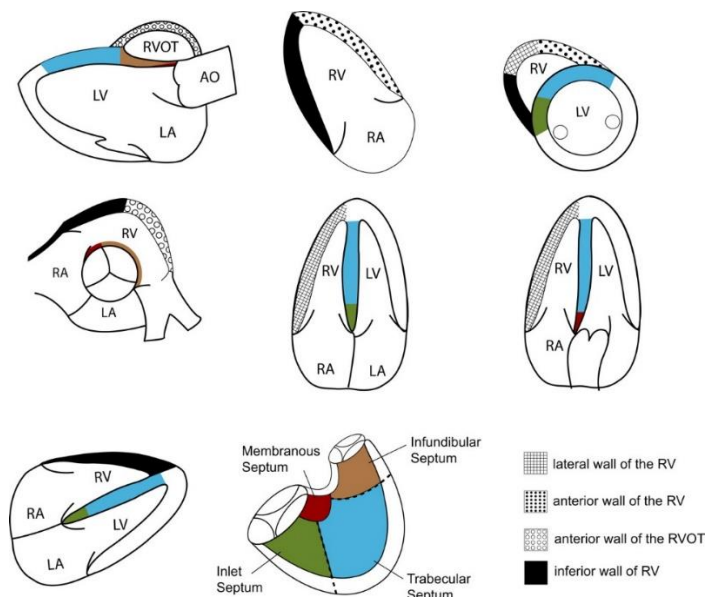 RVOT
AO
LV
LA
RV
RA
RV
LV
RV
RA
LA
RV
LV
RA
LA
RV
LV
RA
RV
RA
LV
LA
Membranous
Septum
Infundibular
Septum
Inlet
Septum
Trabecular
Septum
lateral wall of the RV
anterior wall of the RV
anterior wall of the RVOT
inferior wall of RV